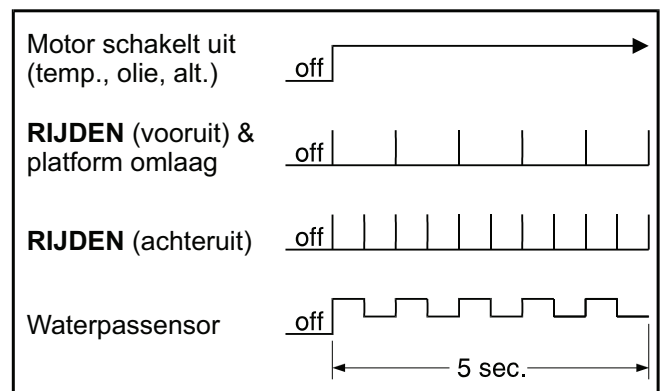 Motor schakelt uit
(temp., olie, alt.) off
RIJDEN (vooruit) &
platform omlaag off
RIJDEN (achteruit) off
Waterpassensor off
5 sec.